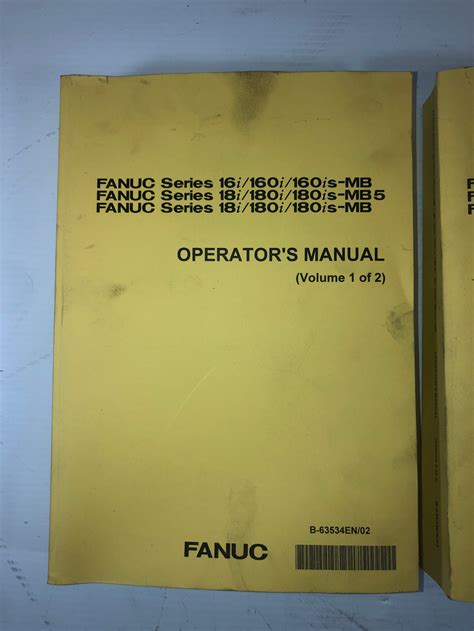 FANUC Series 16i/160i/160is-MB
FANUC Series 18i/180i/180is-MB5
FANUC Series 18i/180i/180is-MB
OPERATOR'S MANUAL
(Volume 1 of 2)
B-63534EN/02
FANUC